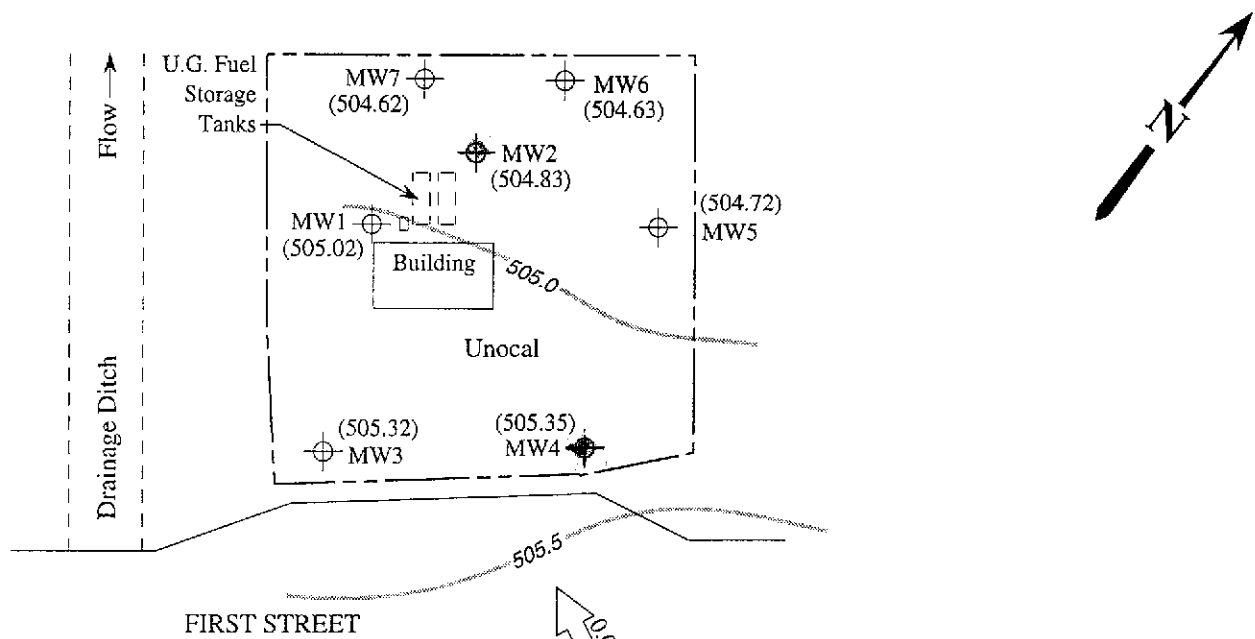 U.G. Fuel
Storage
Tanks
Flow
MW7
(504.62)
MW6
(504.63)
N
MW2
(504.83)
(504.72)
MW5
MW1
(505.02)
Building
505.0
Unocal
Drainage Ditch
(505.32)
MW3
(505.35)
MW4
505.5
FIRST STREET